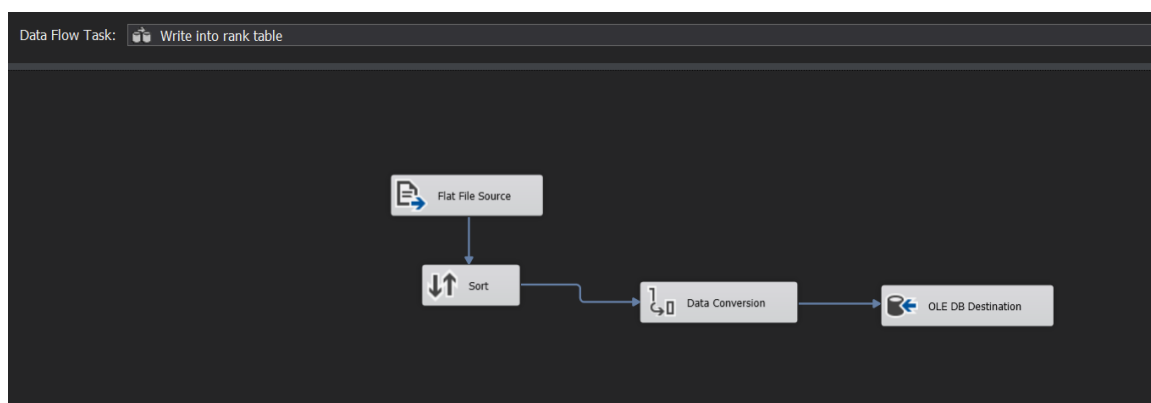 Data Flow Task: Write into rank table
Flat File Source
Sort
Data Conversion
OLE DB Destination